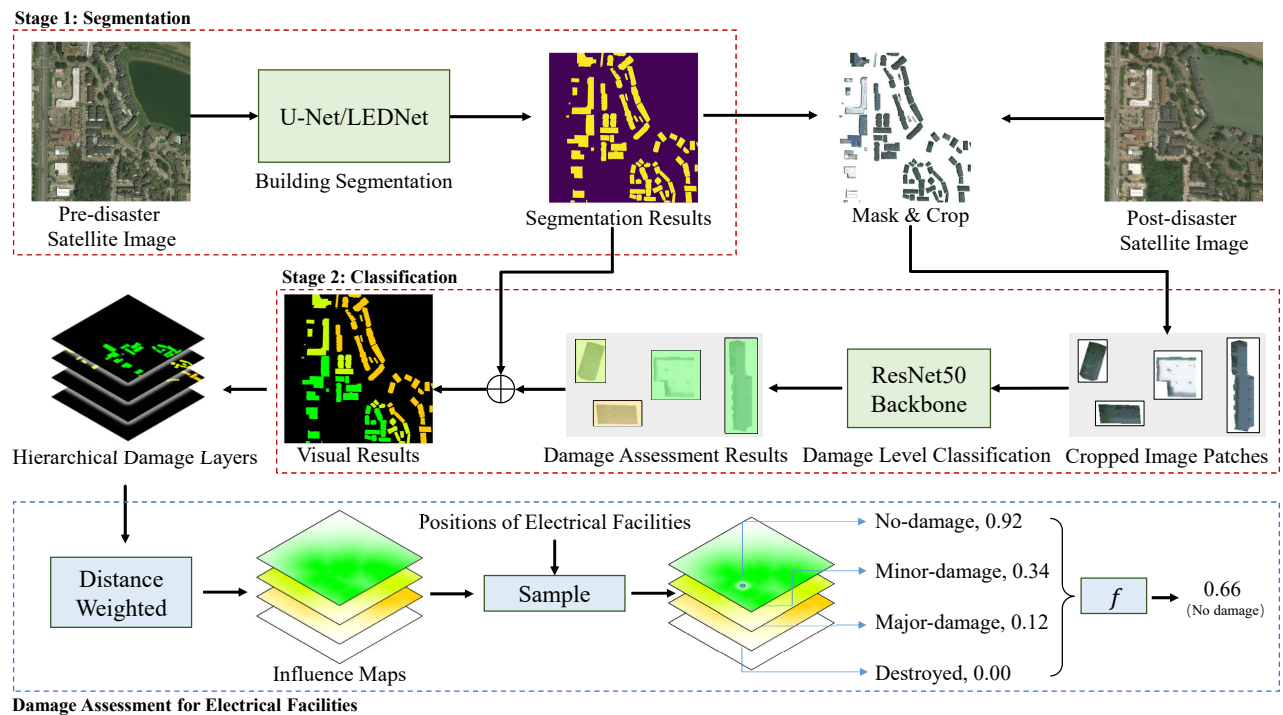 Stage 1: Segmentation
U-Net/LEDNet
Building Segmentation
Pre-disaster
Satellite Image
Segmentation Results
Mask & Crop
Post-disaster
Satellite Image
Stage 2: Classification
ResNet50
Backbone
Hierarchical Damage Layers
Visual Results
Damage Assessment Results
Damage Level Classification
Cropped Image Patches
Positions of Electrical Facilities
Distance
Weighted
Influence Maps
Sample
No-damage, 0.92
Minor-damage, 0.34
Major-damage, 0.12
Destroyed, 0.00
f
0.66
(No damage)
Damage Assessment for Electrical Facilities